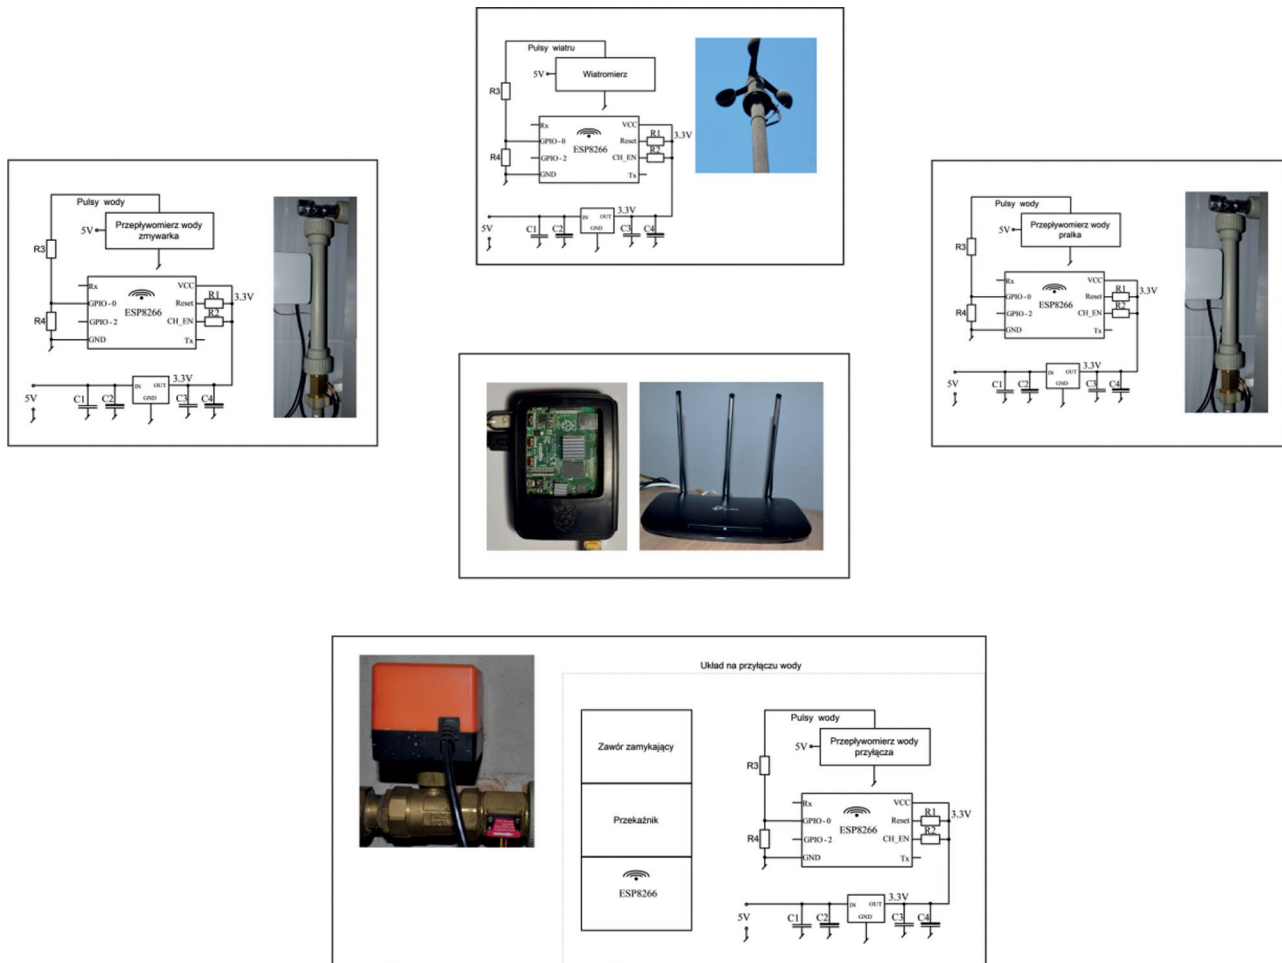 Pulsy wiatru
5V
Wiatromierz
R3
Rx
VCC
GPIO-0
Reset
R1
3.3V
ESP8266
R4
GPIO-2
CH_EN
R2
GND
Tx
3.3V
IN
OUT
GND
5V
C1
C2
C3
C4
Pulsy wody
5V
Przepływomierz wody
zmywarka
R3
Rx
VCC
GPIO-0
Reset
R1
3.3V
ESP8266
R4
GPIO-2
CH_EN
R2
GND
Tx
3.3V
IN
OUT
GND
5V
C1
C2
C3
C4
Pulsy wody
5V
Przepływomierz wody
pralka
R3
Rx
VCC
GPIO-0
Reset
R1
3.3V
ESP8266
R4
GPIO-2
CH_EN
R2
GND
Tx
3.3V
IN
OUT
GND
5V
C1
C2
C3
C4
Układ na przyłączu wody
Zawór zamykający
Przekaźnik
ESP8266
Pulsy wody
5V
Przepływomierz wody
przyłącza
R3
Rx
VCC
GPIO-0
Reset
R1
3.3V
ESP8266
R4
GPIO-2
CH_EN
R2
GND
Tx
3.3V
IN
OUT
GND
5V
C1
C2
C3
C4